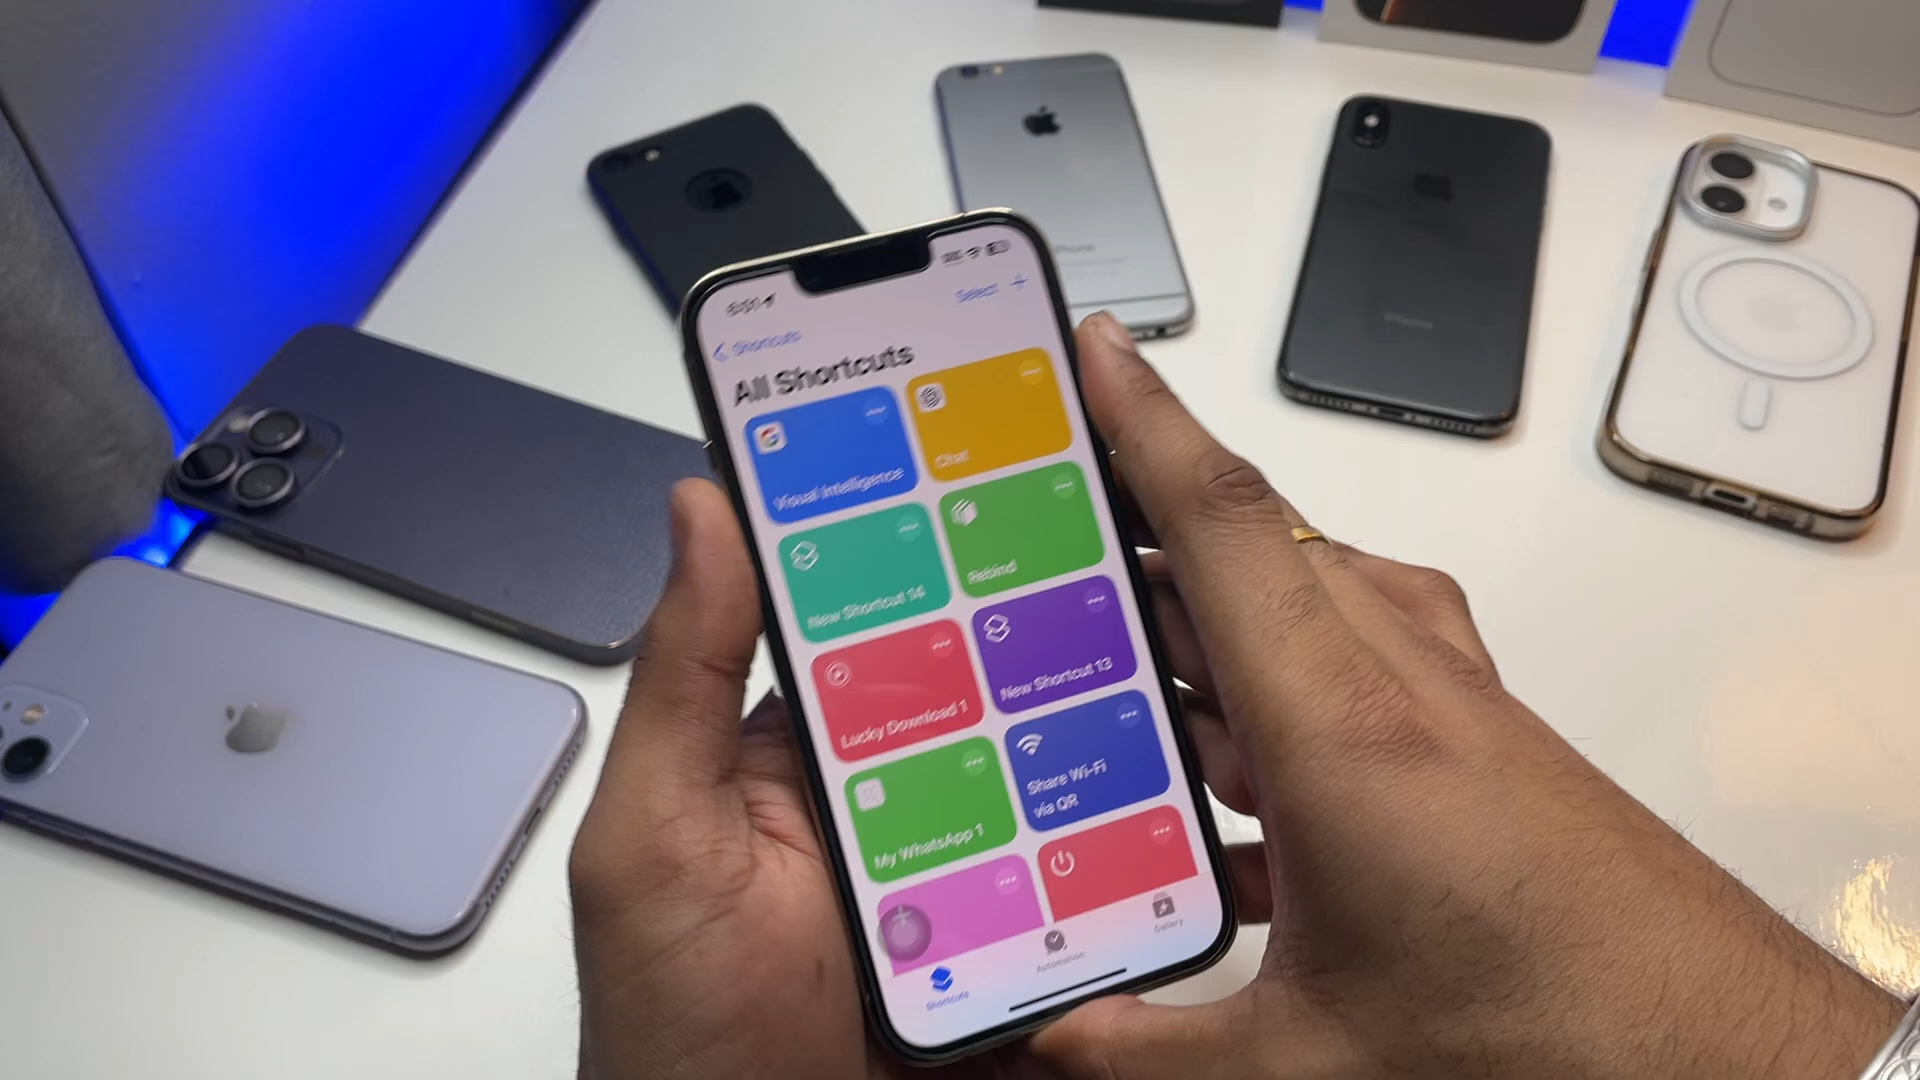 Select +
Shortcuts
All Shortcuts
Visual Intelligence
Chat
New Shortcut 14
Rebind
Lucky Download 1
New Shortcut 13
My WhatsApp 1
Share Wi-Fi
via QR
Shortcuts
Automation
Gallery
iPhone